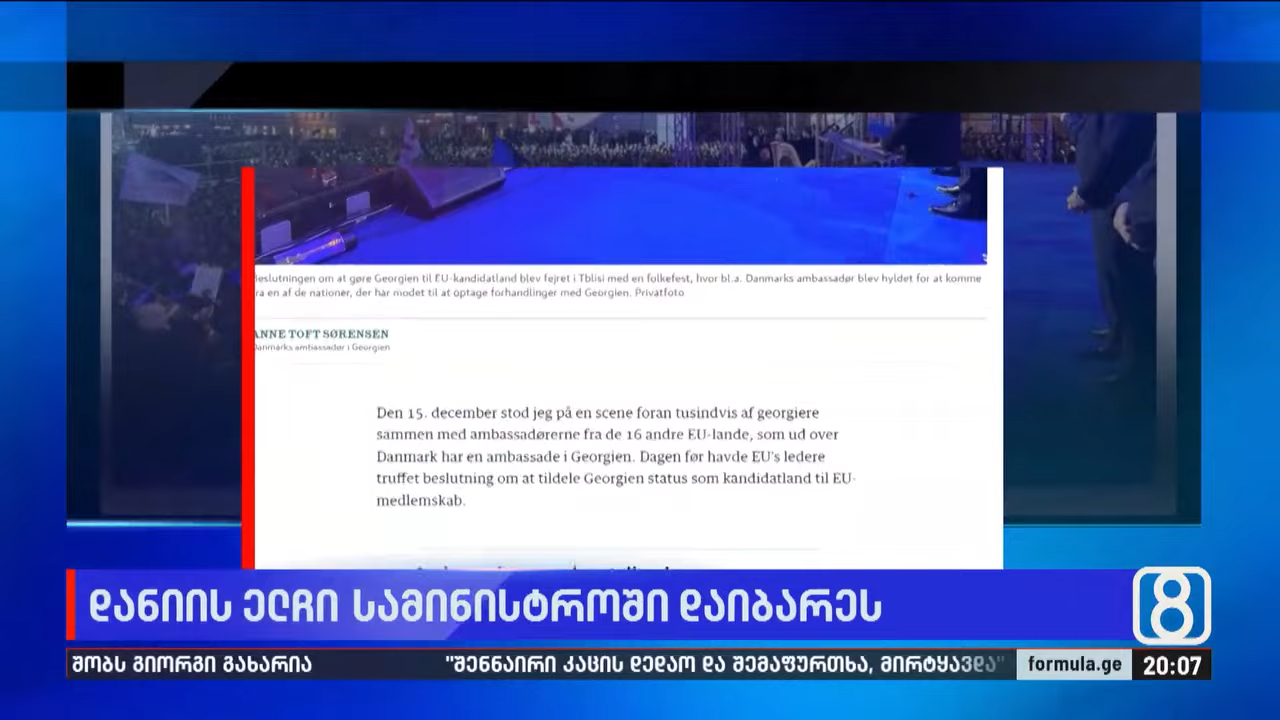 Beslutningen om at gøre Georgien til EU-kandidatland blev fejret i Tblisi med en folkefest, hvor bl.a. Danmarks ambassadør blev hyldet for at komme
fra en af de nationer, der har modet til at optage forhandlinger med Georgien. Privatfoto
ANNE TOFT SØRENSEN
Danmarks ambassadør i Georgien
Den 15. december stod jeg på en scene foran tusindvis af georgiere
sammen med ambassadørerne fra de 16 andre EU-lande, som ud over
Danmark har en ambassade i Georgien. Dagen før havde EU's ledere
truffet beslutning om at tildele Georgien status som kandidatland til EU-
medlemskab.
დანიის ელჩი სამინისტროში დაიბარეს
8
შობს გიორგი გახარია "შენნაირი კაცის დედაო და შემაფურთხა, მირტყავდა" formula.ge 20:07